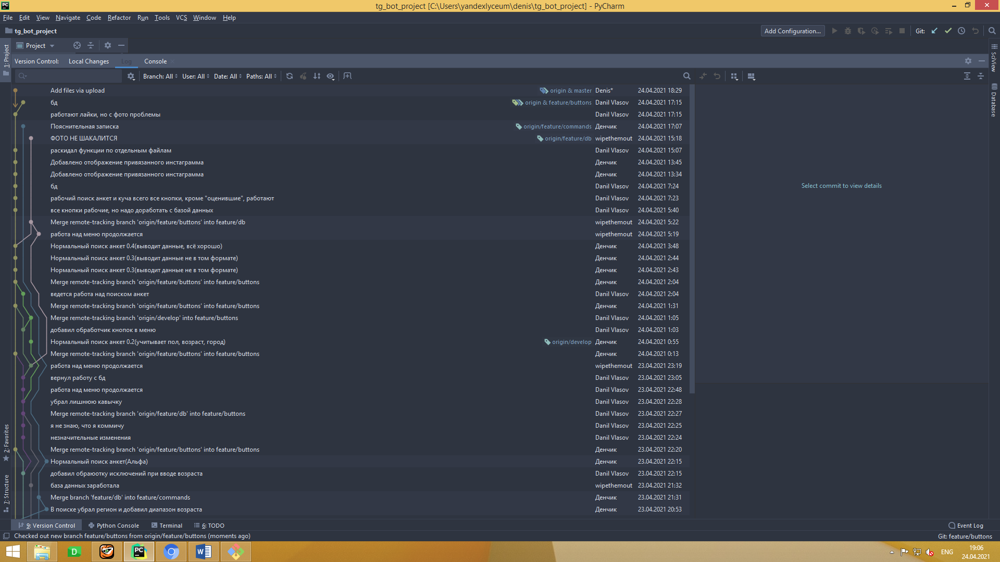 tg_bot_project [C:\Users\yandexlyceum\denis\tg_bot_project] - PyCharm
File Edit View Navigate Code Refactor Run Tools VCS Window Help
tg_bot_project Add Configuration... Git:
1: Project Project
Version Control: Local Changes Log Console
Branch: All User: All Date: All Paths: All
Add files via upload origin & master Denis* 24.04.2021 18:29
бд origin & feature/buttons Danil Vlasov 24.04.2021 17:15
работают лайки, но с фото проблемы Danil Vlasov 24.04.2021 17:15
Пояснительная записка origin/feature/commands Денчик 24.04.2021 17:07
ФОТО НЕ ШАКАЛИТСЯ origin/feature/db wipethemout 24.04.2021 15:18
раскидал функции по отдельным файлам Danil Vlasov 24.04.2021 15:07
Добавлено отображение привязанного инстаграмма Денчик 24.04.2021 13:45
Добавлено отображение привязанного инстаграмма Денчик 24.04.2021 13:34
бд Danil Vlasov 24.04.2021 7:24
рабочий поиск анкет и куча всего все кнопки, кроме "оценившие", работают Danil Vlasov 24.04.2021 7:23
все кнопки рабочие, но надо доработать с базой данных Danil Vlasov 24.04.2021 5:40
Merge remote-tracking branch 'origin/feature/buttons' into feature/db wipethemout 24.04.2021 5:22
работа над меню продолжается wipethemout 24.04.2021 5:19
Нормальный поиск анкет 0.4(выводит данные, всё хорошо) Денчик 24.04.2021 3:48
Нормальный поиск анкет 0.3(выводит данные не в том формате) Денчик 24.04.2021 2:44
Нормальный поиск анкет 0.3(выводит данные не в том формате) Денчик 24.04.2021 2:43
Merge remote-tracking branch 'origin/feature/buttons' into feature/buttons Денчик 24.04.2021 2:04
ведется работа над поиском анкет Danil Vlasov 24.04.2021 2:04
Merge remote-tracking branch 'origin/feature/buttons' into feature/buttons Денчик 24.04.2021 1:31
Merge remote-tracking branch 'origin/develop' into feature/buttons Danil Vlasov 24.04.2021 1:05
добавил обработчик кнопок в меню Danil Vlasov 24.04.2021 1:03
Нормальный поиск анкет 0.2(учитывает пол, возраст, город) origin/develop Денчик 24.04.2021 0:55
Merge remote-tracking branch 'origin/feature/buttons' into feature/buttons Денчик 24.04.2021 0:13
работа над меню продолжается wipethemout 23.04.2021 23:19
вернул работу с бд Danil Vlasov 23.04.2021 23:05
работа над меню продолжается Danil Vlasov 23.04.2021 22:48
убрал лишнюю кавычку Danil Vlasov 23.04.2021 22:28
Merge remote-tracking branch 'origin/feature/db' into feature/buttons Danil Vlasov 23.04.2021 22:27
я не знаю, что я коммичу Danil Vlasov 23.04.2021 22:25
незначительные изменения Danil Vlasov 23.04.2021 22:24
Merge remote-tracking branch 'origin/feature/buttons' into feature/buttons Денчик 23.04.2021 22:20
Нормальный поиск анкет(Альфа) Денчик 23.04.2021 22:15
добавил обраюотку исключений при вводе возраста Danil Vlasov 23.04.2021 22:15
база данных заработала wipethemout 23.04.2021 21:32
Merge branch 'feature/db' into feature/commands Денчик 23.04.2021 21:31
В поиске убрал регион и добавил диапазон возраста Денчик 23.04.2021 20:53
Select commit to view details
SciView
Database
2: Favorites
7: Structure
9: Version Control Python Console Terminal 6: TODO Event Log
Checked out new branch feature/buttons from origin/feature/buttons (moments ago) Git: feature/buttons
ENG 19:06
24.04.2021